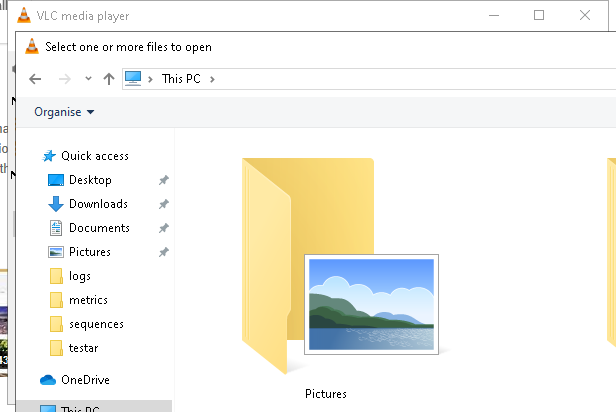 VLC media player
Select one or more files to open
This PC
Organise
Quick access
Desktop
Downloads
Documents
Pictures
logs
metrics
sequences
testar
OneDrive
This PC
Pictures